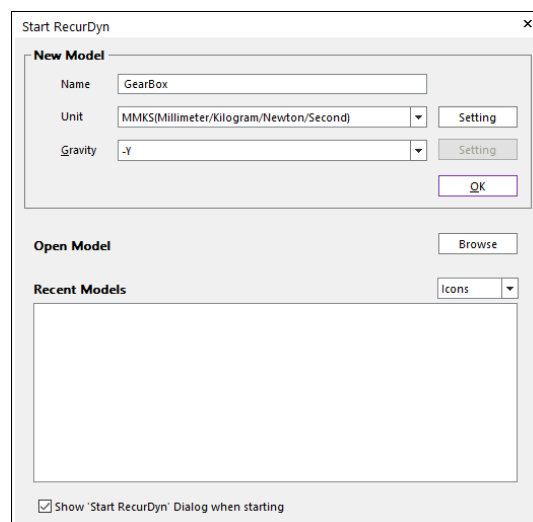 Start RecurDyn
New Model
Name GearBox
Unit MMKS(Millimeter/Kilogram/Newton/Second) Setting
Gravity -Y Setting
OK
Open Model Browse
Recent Models Icons
Show 'Start RecurDyn' Dialog when starting